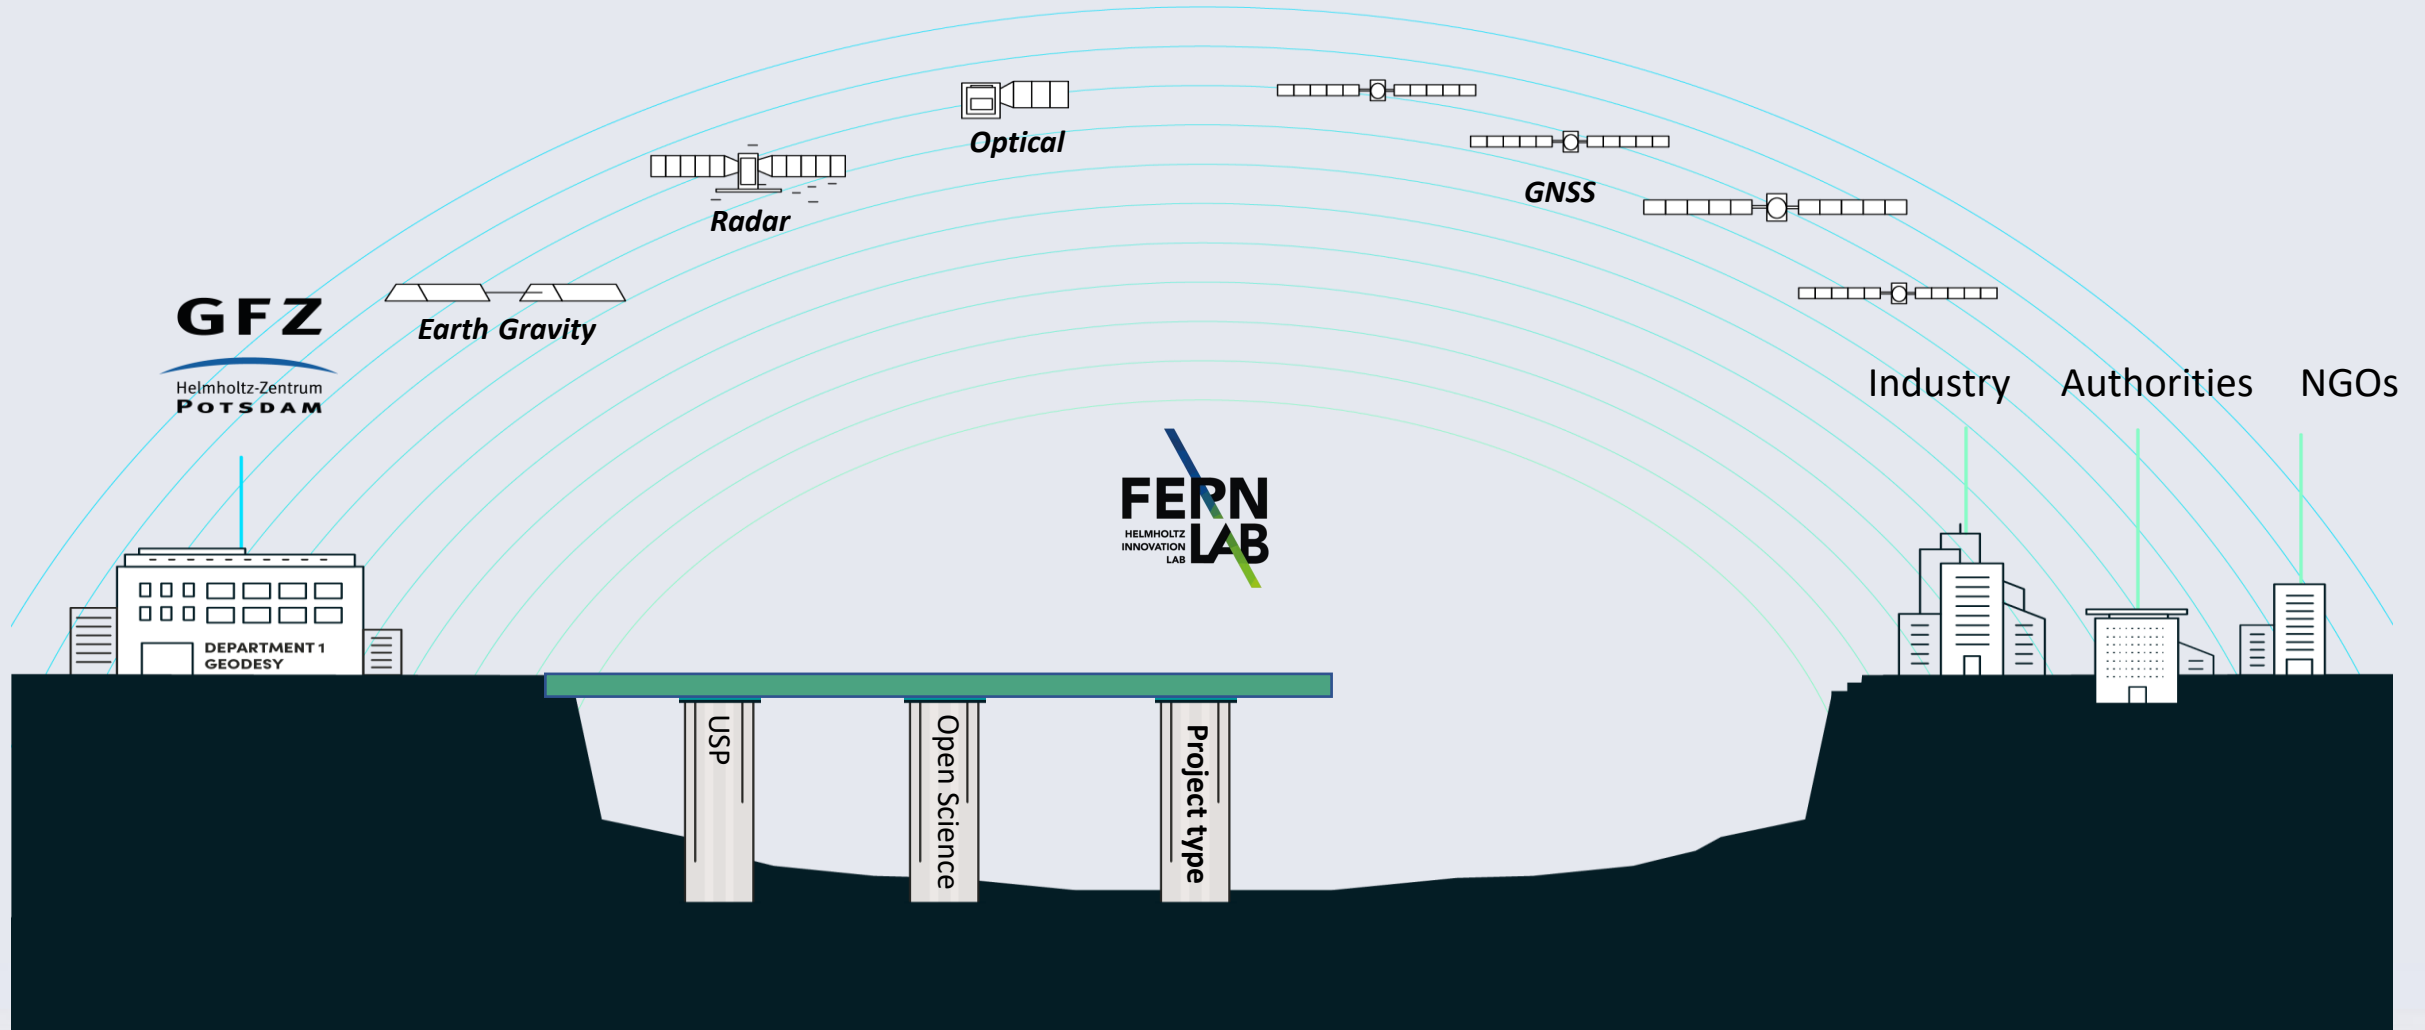 Optical
Radar
GNSS
Earth Gravity
GFZ
Helmholtz-Zentrum
POTSDAM
Industry
Authorities
NGOs
FERN
HELMHOLTZ
INNOVATION
LAB
LAB
DEPARTMENT 1
GEODESY
USP
Open Science
Project type